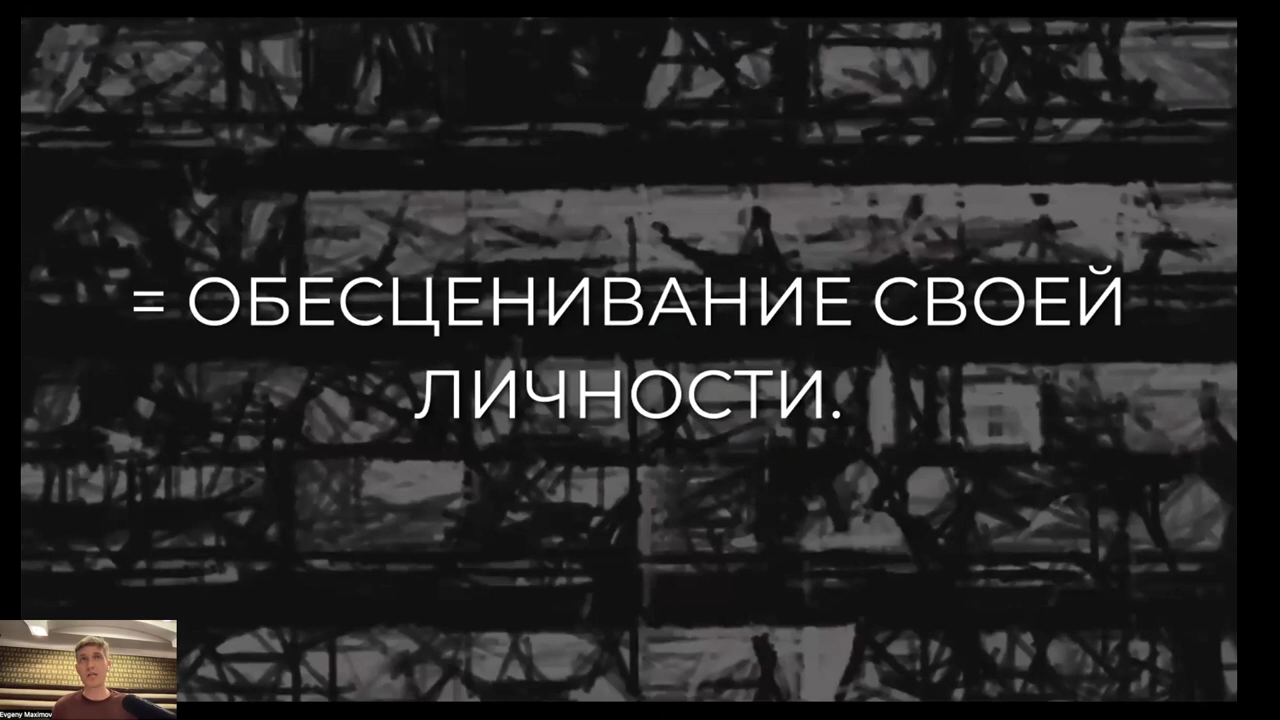 = ОБЕСЦЕНИВАНИЕ СВОЕЙ
ЛИЧНОСТИ.
Evgeny Maximov